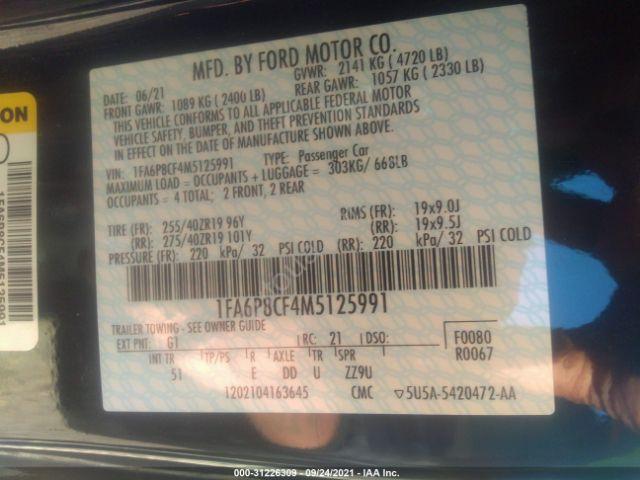 MFD. BY FORD MOTOR CO.
DATE: 06/21 GVWR: 2141 KG ( 4720 LB)
FRONT GAWR: 1089 KG ( 2400 LB) REAR GAWR: 1057 KG ( 2330 LB)
THIS VEHICLE CONFORMS TO ALL APPLICABLE FEDERAL MOTOR
VEHICLE SAFETY, BUMPER, AND THEFT PREVENTION STANDARDS
IN EFFECT ON THE DATE OF MANUFACTURE SHOWN ABOVE.
VIN: 1FA6P8CF4M5125991 TYPE: Passenger Car
MAXIMUM LOAD = OCCUPANTS + LUGGAGE = 303KG/ 668LB
OCCUPANTS = 4 TOTAL; 2 FRONT, 2 REAR
TIRE (FR): 255/40ZR19 96Y RIMS (FR): 19x9.0J
(RR): 275/40ZR19 101Y (RR): 19x9.5J
PRESSURE (FR): 220 kPa/ 32 PSI COLD (RR): 220 kPa/ 32 PSI COLD
1FA6P8CF4M5125991
TRAILER TOWING - SEE OWNER GUIDE
EXT PNT: G1 RC: 21 DSO: F0080
R0067
INT TR TP/PS R AXLE TR SPR
51 E DD U ZZ9U
1202104163645 CMC 5U5A-5420472-AA
ON
1FA6P8CF4M5125991
000-31226309 - 09/24/2021 - IAA Inc.